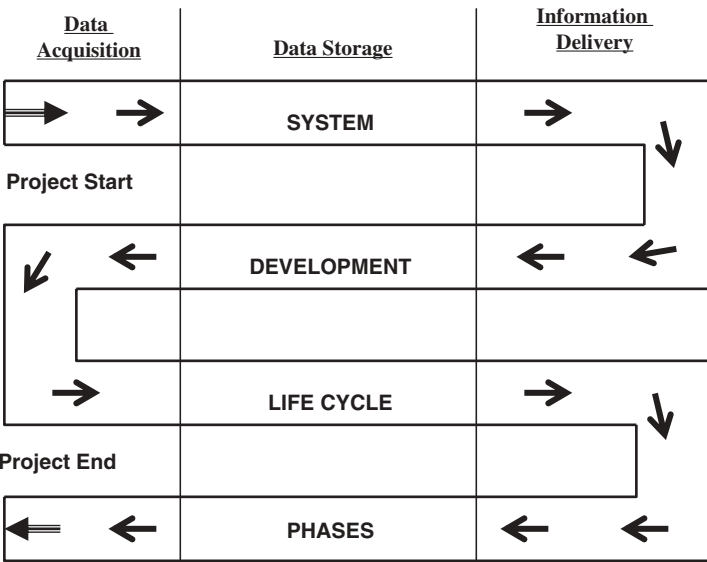 Data
Acquisition
Data Storage
Information
Delivery
SYSTEM
Project Start
DEVELOPMENT
LIFE CYCLE
Project End
PHASES